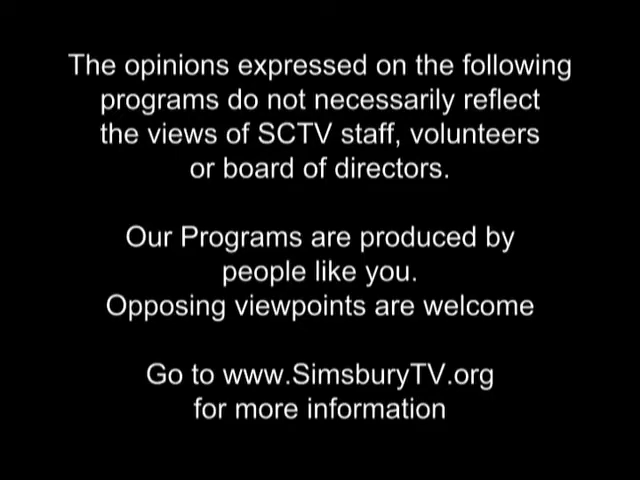 The opinions expressed on the following
programs do not necessarily reflect
the views of SCTV staff, volunteers
or board of directors.
Our Programs are produced by
people like you.
Opposing viewpoints are welcome
Go to www.SimsburyTV.org
for more information